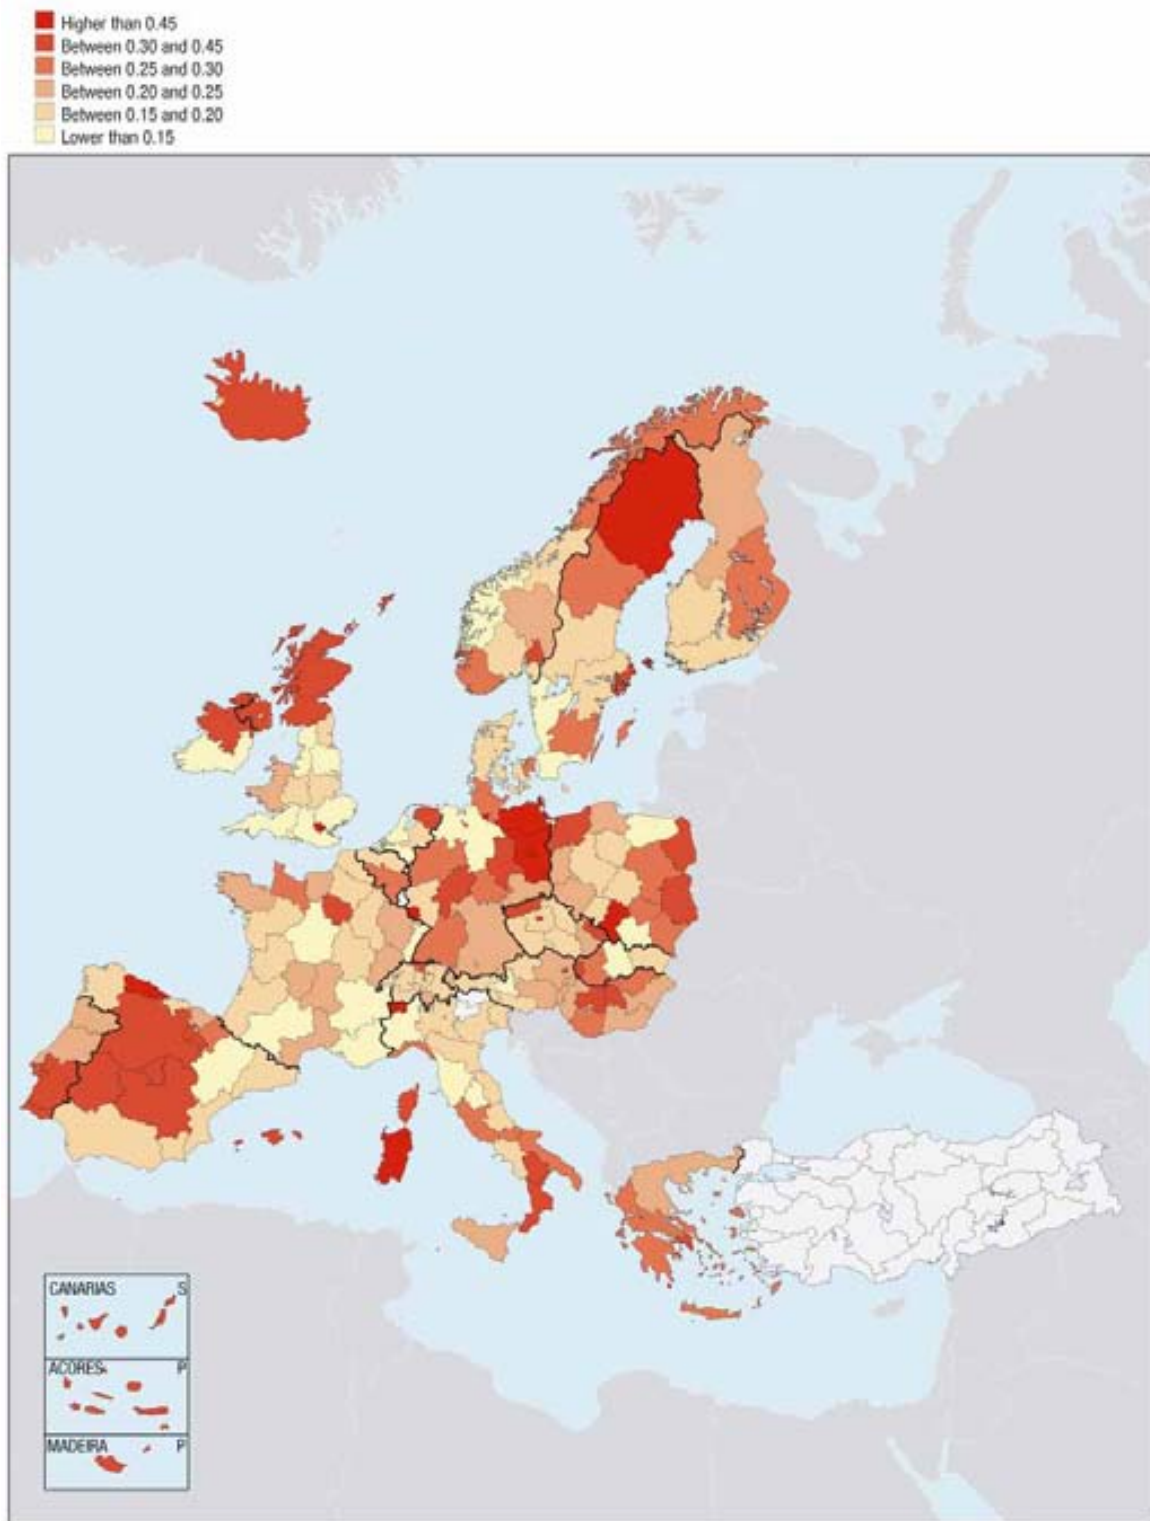 Higher than 0.45
Between 0.30 and 0.45
Between 0.25 and 0.30
Between 0.20 and 0.25
Between 0.15 and 0.20
Lower than 0.15
CANARIAS S
ACORES P
MADEIRA P